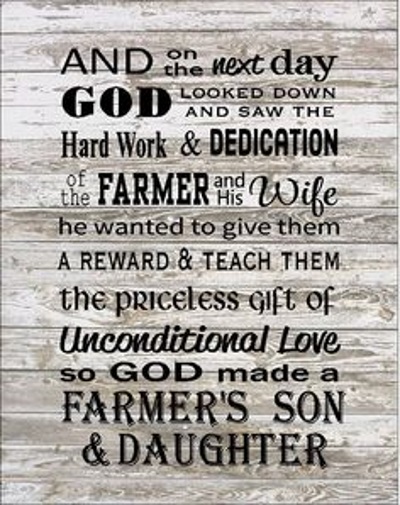 AND on the next day
GOD LOOKED DOWN AND SAW THE
Hard Work & DEDICATION
of the FARMER and His Wife
he wanted to give them
A REWARD & TEACH THEM
the priceless gift of
Unconditional Love
so GOD made a
FARMER'S SON
& DAUGHTER